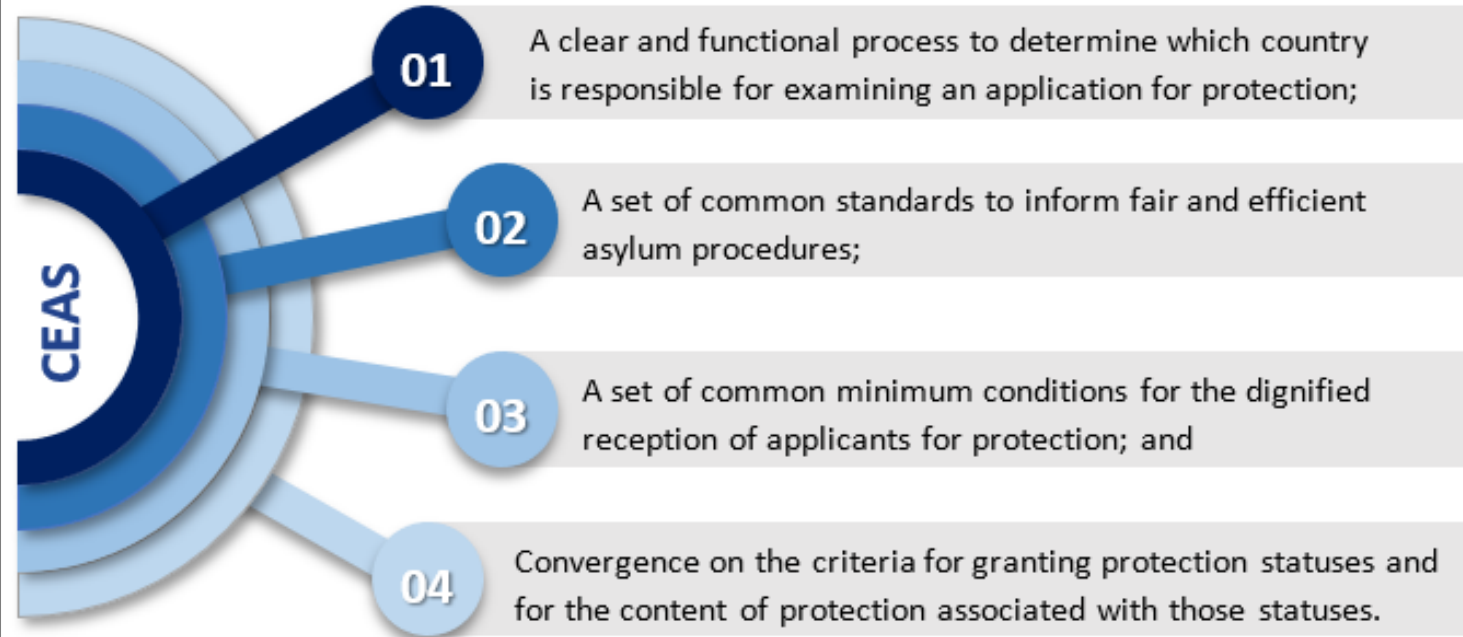 CEAS
01
A clear and functional process to determine which country
is responsible for examining an application for protection;
02
A set of common standards to inform fair and efficient
asylum procedures;
03
A set of common minimum conditions for the dignified
reception of applicants for protection; and
04
Convergence on the criteria for granting protection statuses and
for the content of protection associated with those statuses.